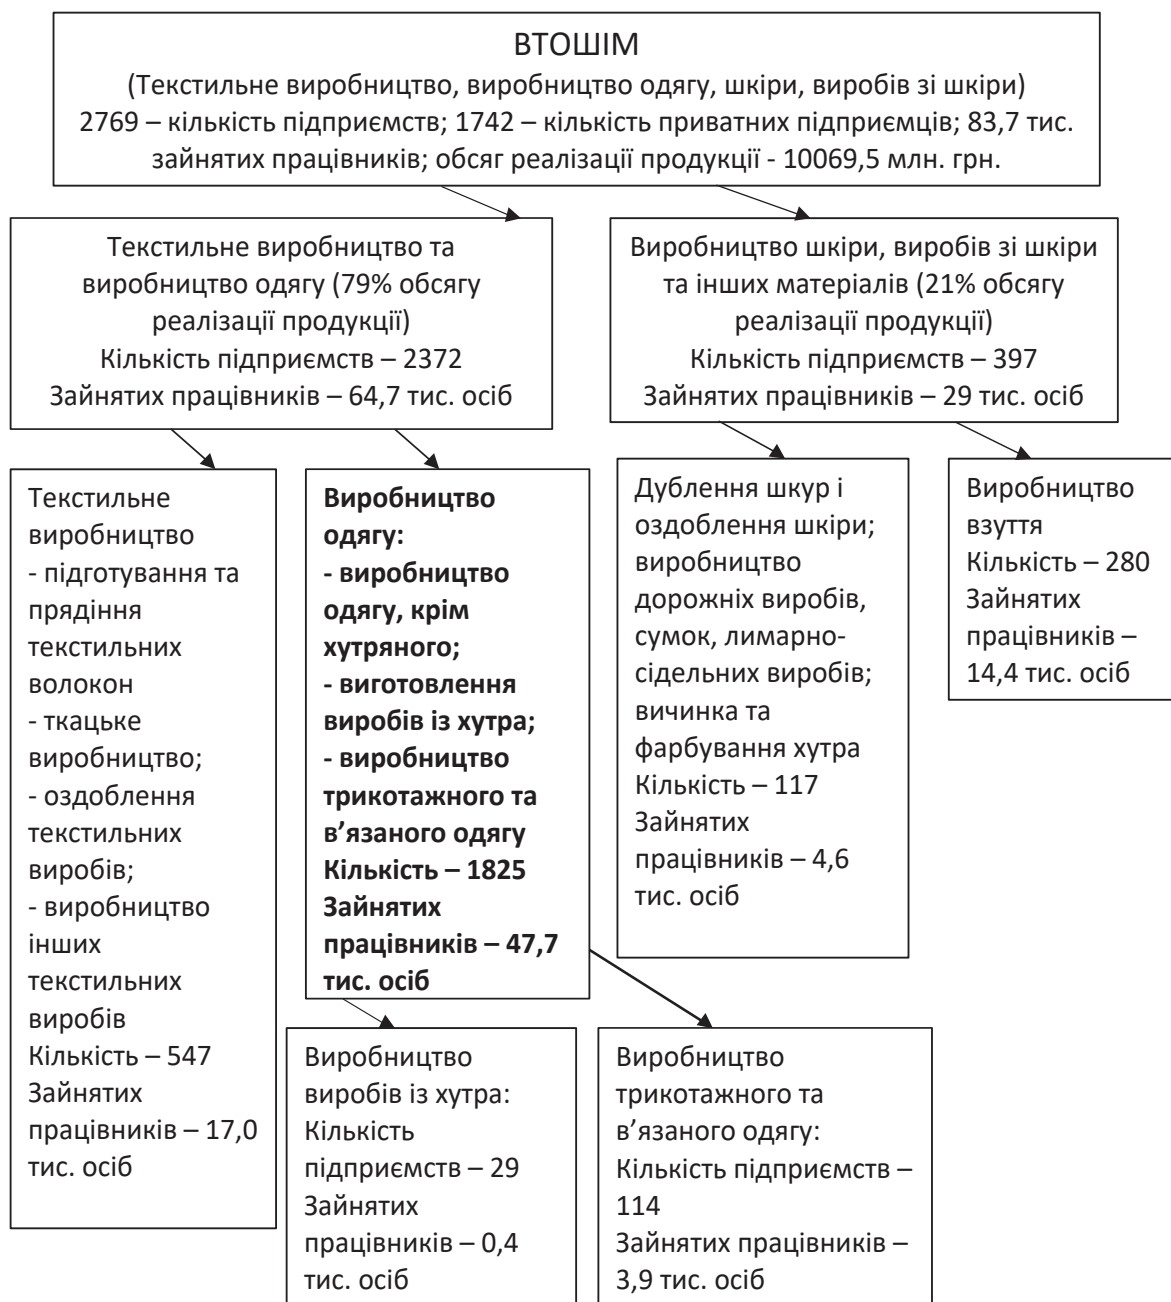 ВТОШІМ
(Текстильне виробництво, виробництво одягу, шкіри, виробів зі шкіри)
2769 – кількість підприємств; 1742 – кількість приватних підприємців; 83,7 тис.
зайнятих працівників; обсяг реалізації продукції - 10069,5 млн. грн.
Текстильне виробництво та
виробництво одягу (79% обсягу
реалізації продукції)
Кількість підприємств – 2372
Зайнятих працівників – 64,7 тис. осіб
Виробництво шкіри, виробів зі шкіри
та інших матеріалів (21% обсягу
реалізації продукції)
Кількість підприємств – 397
Зайнятих працівників – 29 тис. осіб
Текстильне
виробництво
- підготування та
прядіння
текстильних
волокон
- ткацьке
виробництво;
- оздоблення
текстильних
виробів;
- виробництво
інших
текстильних
виробів
Кількість – 547
Зайнятих
працівників – 17,0
тис. осіб
Виробництво
одягу:
- виробництво
одягу, крім
хутряного;
- виготовлення
виробів із хутра;
- виробництво
трикотажного та
в’язаного одягу
Кількість – 1825
Зайнятих
працівників – 47,7
тис. осіб
Дублення шкур і
оздоблення шкіри;
виробництво
дорожніх виробів,
сумок, лимарно-
сідельних виробів;
вичинка та
фарбування хутра
Кількість – 117
Зайнятих
працівників – 4,6
тис. осіб
Виробництво
взуття
Кількість – 280
Зайнятих
працівників –
14,4 тис. осіб
Виробництво
виробів із хутра:
Кількість
підприємств – 29
Зайнятих
працівників – 0,4
тис. осіб
Виробництво
трикотажного та
в’язаного одягу:
Кількість підприємств –
114
Зайнятих працівників –
3,9 тис. осіб